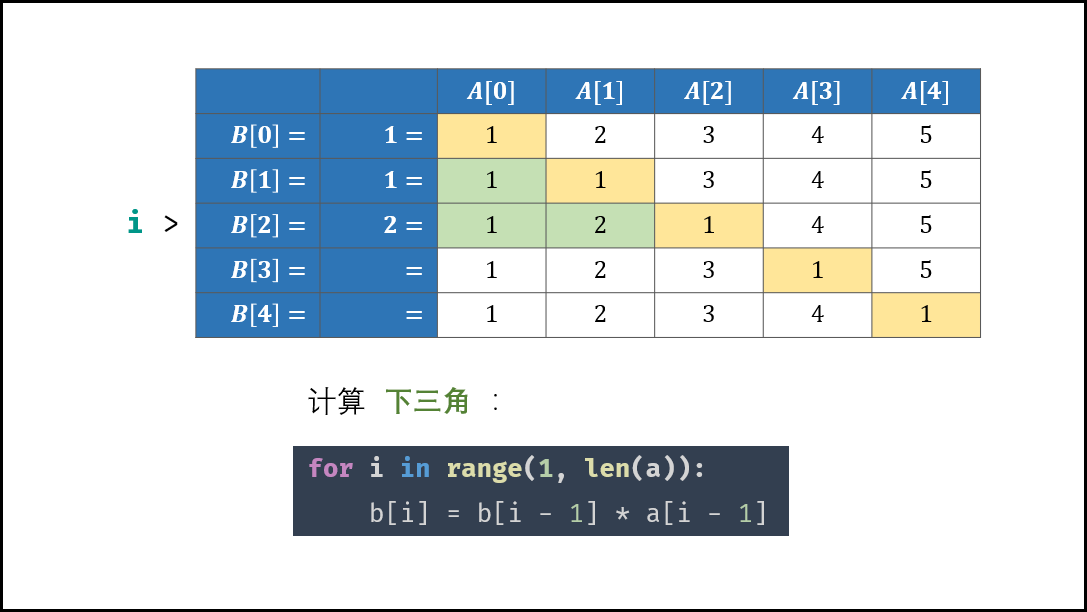 A[0] A[1] A[2] A[3] A[4]
B[0] = 1 = 1 2 3 4 5
B[1] = 1 = 1 1 3 4 5
i > B[2] = 2 = 1 2 1 4 5
B[3] = = 1 2 3 1 5
B[4] = = 1 2 3 4 1
计算 下三角 :
for i in range(1, len(a)):
b[i] = b[i - 1] * a[i - 1]